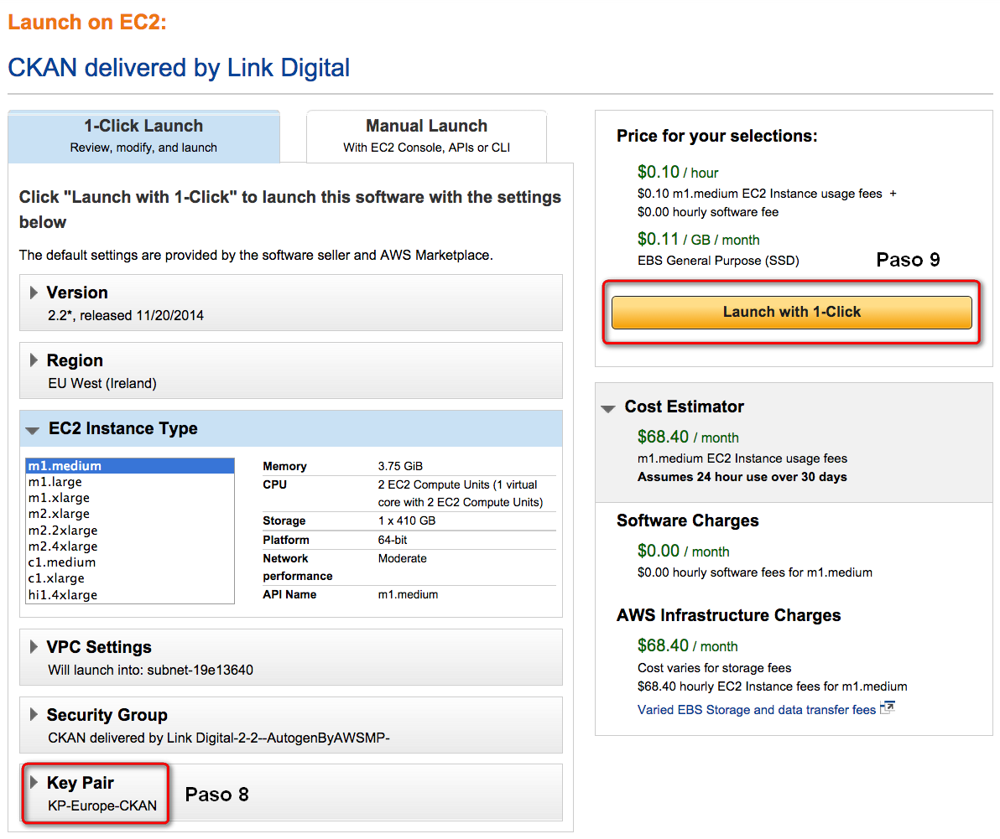 Launch on EC2:
CKAN delivered by Link Digital
1-Click Launch
Review, modify, and launch
Manual Launch
With EC2 Console, APIs or CLI
Click "Launch with 1-Click" to launch this software with the settings
below
The default settings are provided by the software seller and AWS Marketplace.
Version
2.2*, released 11/20/2014
Region
EU West (Ireland)
EC2 Instance Type
m1.medium
m1.large
m1.xlarge
m2.xlarge
m2.2xlarge
m2.4xlarge
c1.medium
c1.xlarge
hi1.4xlarge
Memory 3.75 GiB
CPU 2 EC2 Compute Units (1 virtual
core with 2 EC2 Compute Units)
Storage 1 x 410 GB
Platform 64-bit
Network Moderate
performance
API Name m1.medium
VPC Settings
Will launch into: subnet-19e13640
Security Group
CKAN delivered by Link Digital-2-2--AutogenByAWSMP-
Key Pair
KP-Europe-CKAN
Paso 8
Price for your selections:
$0.10 / hour
$0.10 m1.medium EC2 Instance usage fees +
$0.00 hourly software fee
$0.11 / GB / month
EBS General Purpose (SSD)
Paso 9
Launch with 1-Click
Cost Estimator
$68.40 / month
m1.medium EC2 Instance usage fees
Assumes 24 hour use over 30 days
Software Charges
$0.00 / month
$0.00 hourly software fees for m1.medium
AWS Infrastructure Charges
$68.40 / month
Cost varies for storage fees
$68.40 hourly EC2 Instance fees for m1.medium
Varied EBS Storage and data transfer fees